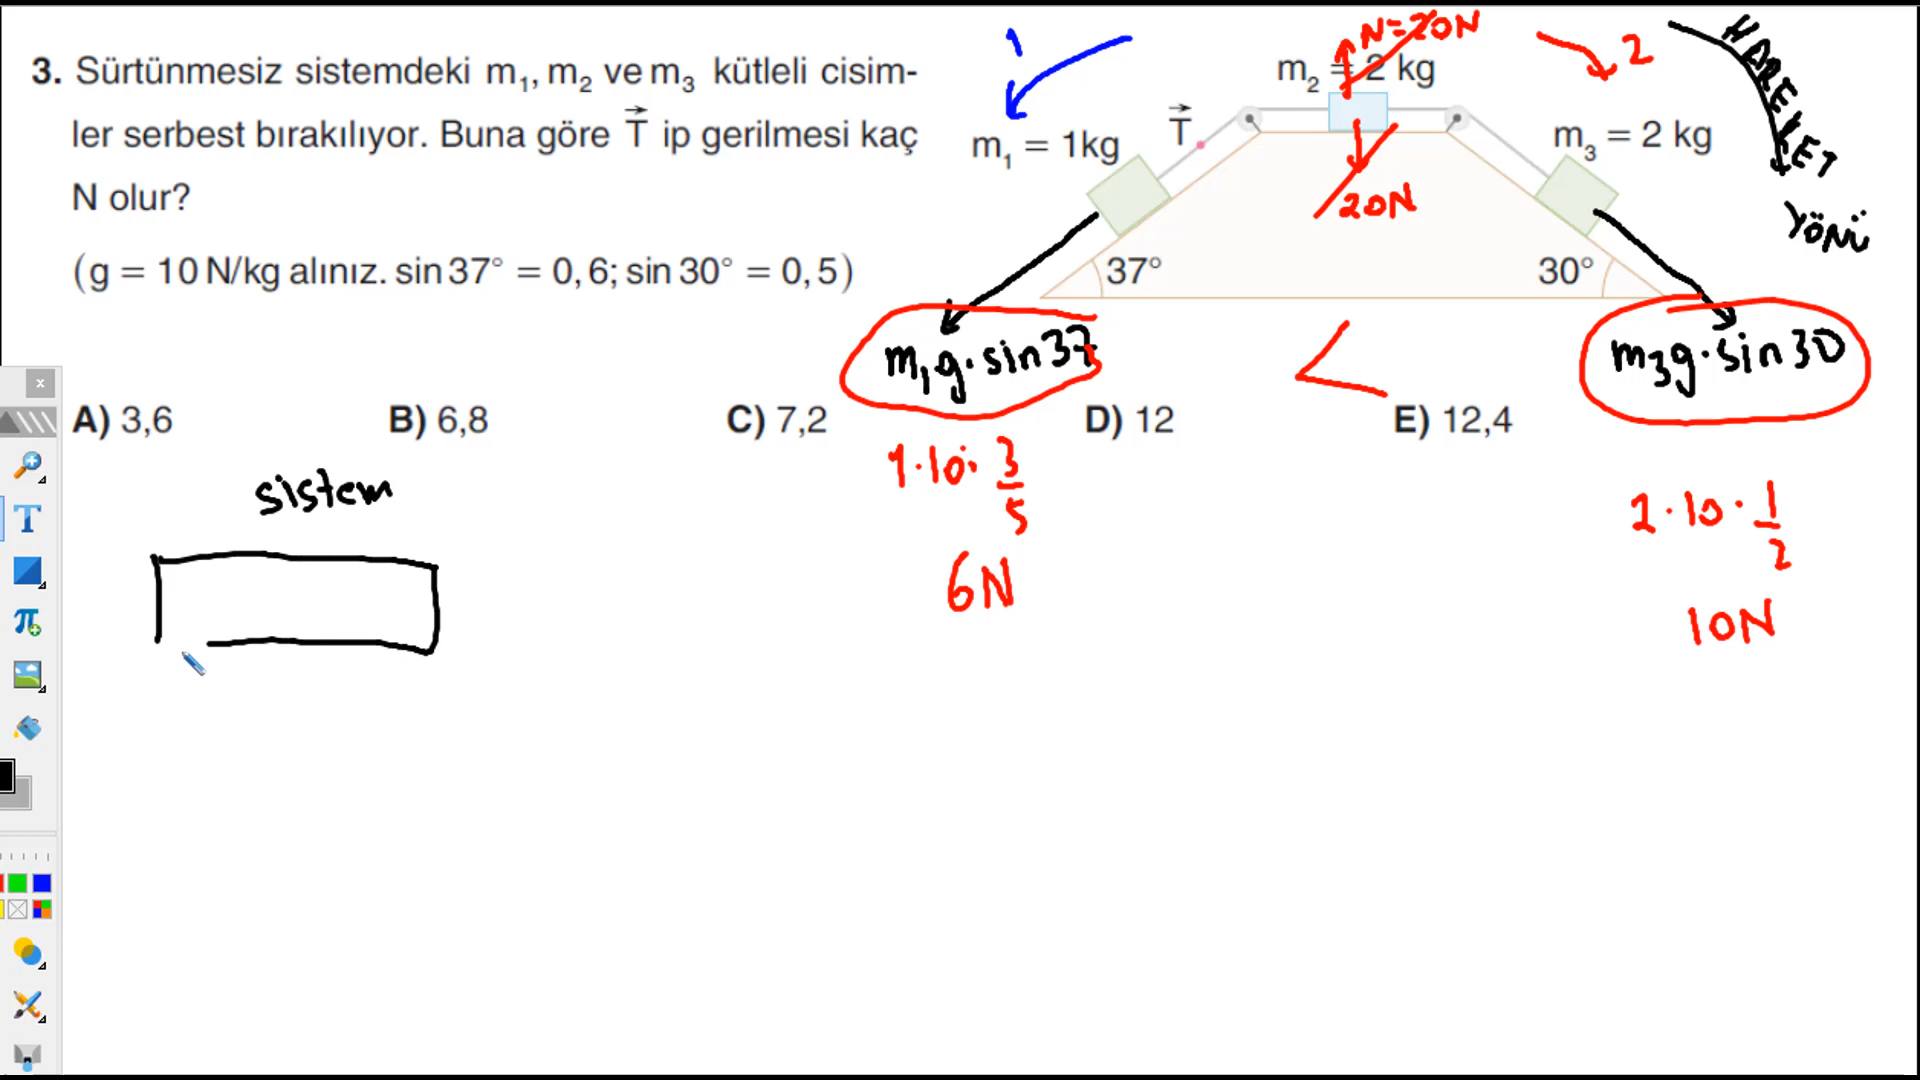 3. Sürtünmesiz sistemdeki m₁, m₂ ve m₃ kütleli cisim-
ler serbest bırakılıyor. Buna göre T⃗ ip gerilmesi kaç
N olur?
(g = 10 N/kg alınız. sin 37° = 0,6; sin 30° = 0,5)
1
N=20N
2
m₂ = 2 kg
HAREKET
YÖNÜ
T⃗
m₁ = 1kg
m₃ = 2 kg
20N
37°
30°
m₁g·sin37
<
m₃g·sin30
A) 3,6
B) 6,8
C) 7,2
D) 12
E) 12,4
1·10·3/5
6N
2·10·1/2
10N
sistem
x
T
π